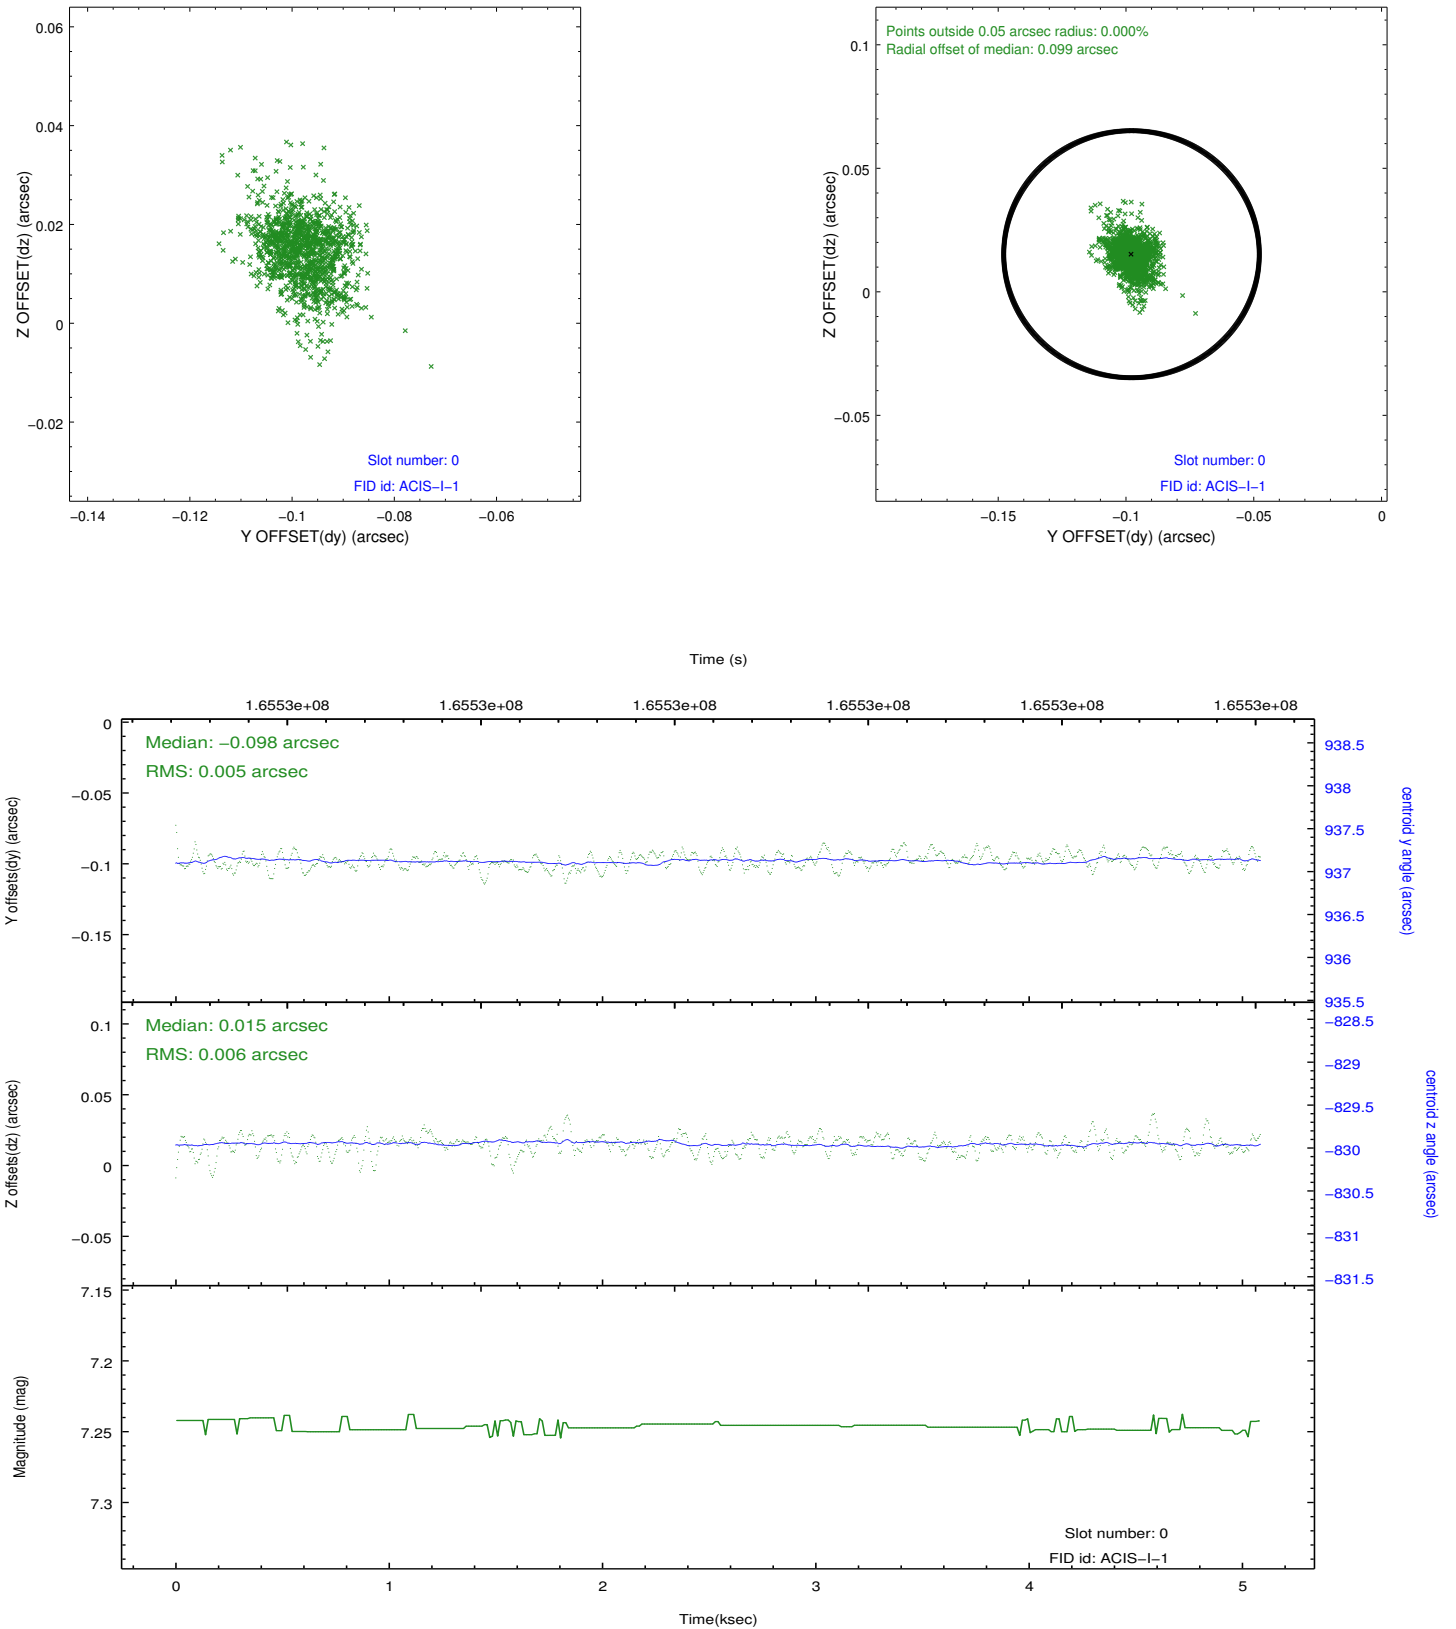 0.06
0.04
0.02
0
−0.02
Z OFFSET(dz) (arcsec)
Slot number: 0
FID id: ACIS−I−1
−0.14 −0.12 −0.1 −0.08 −0.06
Y OFFSET(dy) (arcsec)
Points outside 0.05 arcsec radius: 0.000%
Radial offset of median: 0.099 arcsec
0.1
0.05
0
−0.05
Z OFFSET(dz) (arcsec)
Slot number: 0
FID id: ACIS−I−1
−0.15 −0.1 −0.05 0
Y OFFSET(dy) (arcsec)
Time (s)
1.6553e+08 1.6553e+08 1.6553e+08 1.6553e+08 1.6553e+08 1.6553e+08
Median: −0.098 arcsec
RMS: 0.005 arcsec
0
−0.05
−0.1
−0.15
Y offsets(dy) (arcsec)
938.5
938
937.5
937
936.5
936
935.5
centroid y angle (arcsec)
Median: 0.015 arcsec
RMS: 0.006 arcsec
0.1
0.05
0
−0.05
Z offsets(dz) (arcsec)
−828.5
−829
−829.5
−830
−830.5
−831
−831.5
centroid z angle (arcsec)
7.15
7.2
7.25
7.3
Magnitude (mag)
Slot number: 0
FID id: ACIS−I−1
0 1 2 3 4 5
Time(ksec)